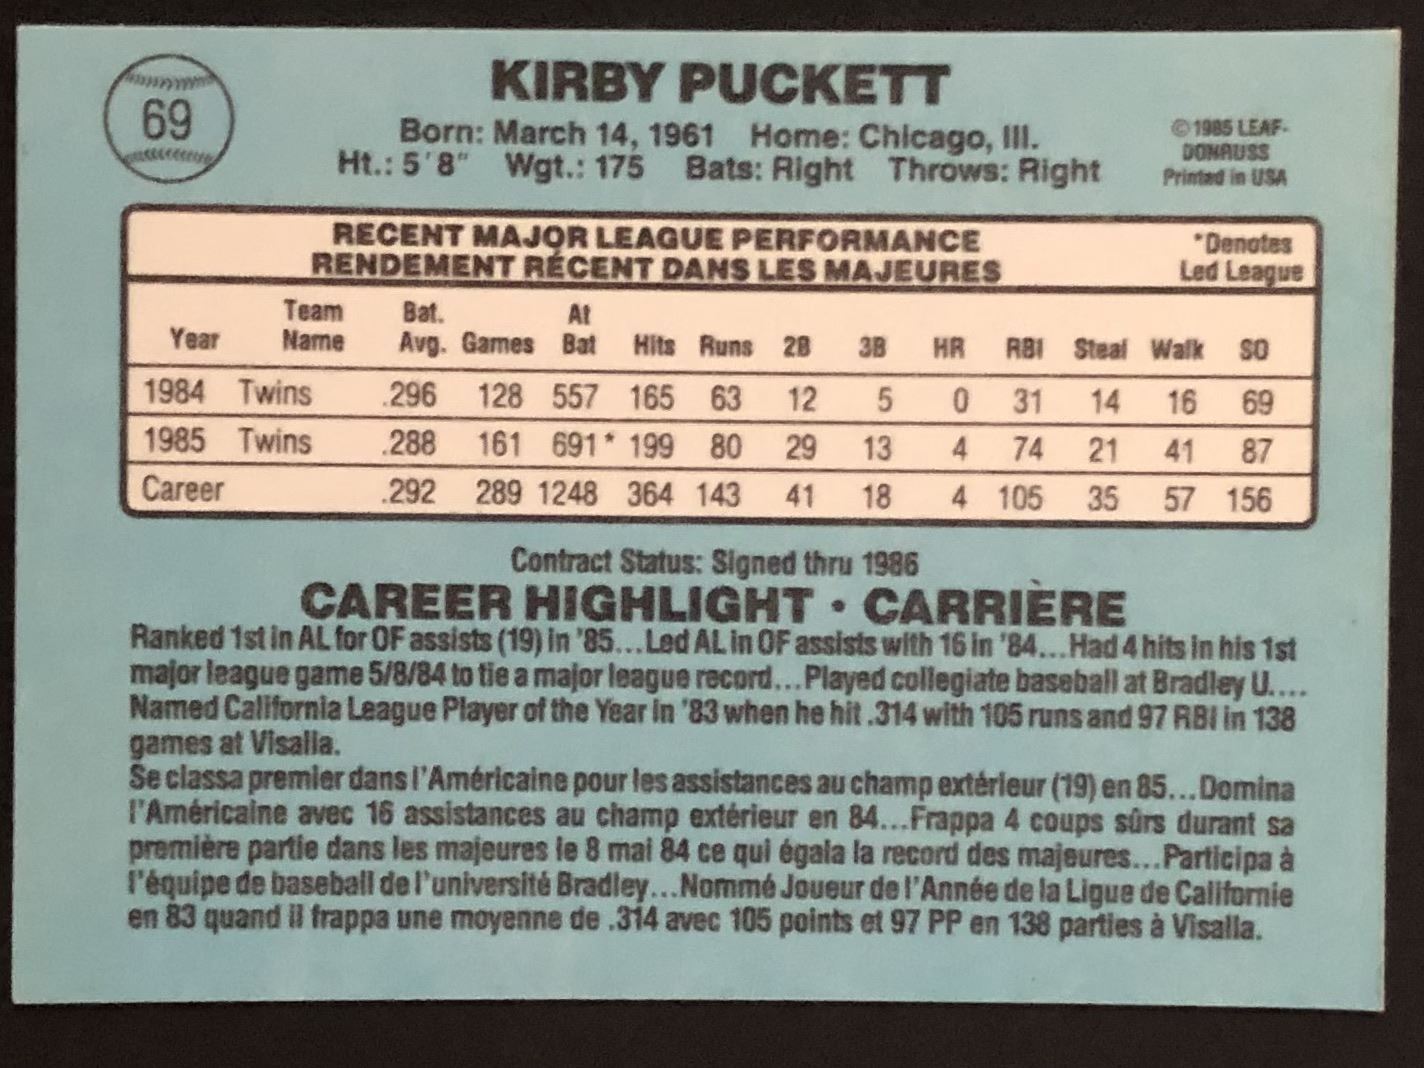 69
KIRBY PUCKETT
Born: March 14, 1961 Home: Chicago, Ill.
Ht.: 5'8" Wgt.: 175 Bats: Right Throws: Right
©1985 LEAF-
DONRUSS
Printed in USA
RECENT MAJOR LEAGUE PERFORMANCE
RENDEMENT RÉCENT DANS LES MAJEURES
*Denotes
Led League
Year Team Name Bat. Avg. Games At Bat Hits Runs 2B 3B HR RBI Steal Walk SO
1984 Twins .296 128 557 165 63 12 5 0 31 14 16 69
1985 Twins .288 161 691* 199 80 29 13 4 74 21 41 87
Career .292 289 1248 364 143 41 18 4 105 35 57 156
Contract Status: Signed thru 1986
CAREER HIGHLIGHT • CARRIÈRE
Ranked 1st in AL for OF assists (19) in '85...Led AL in OF assists with 16 in '84...Had 4 hits in his 1st
major league game 5/8/84 to tie a major league record...Played collegiate baseball at Bradley U....
Named California League Player of the Year in '83 when he hit .314 with 105 runs and 97 RBI in 138
games at Visalia.
Se classa premier dans l'Américaine pour les assistances au champ extérieur (19) en 85...Domina
l'Américaine avec 16 assistances au champ extérieur en 84...Frappa 4 coups sûrs durant sa
première partie dans les majeures le 8 mai 84 ce qui égala la record des majeures...Participa à
l'équipe de baseball de l'université Bradley...Nommé Joueur de l'Année de la Ligue de Californie
en 83 quand il frappa une moyenne de .314 avec 105 points et 97 PP en 138 parties à Visalia.